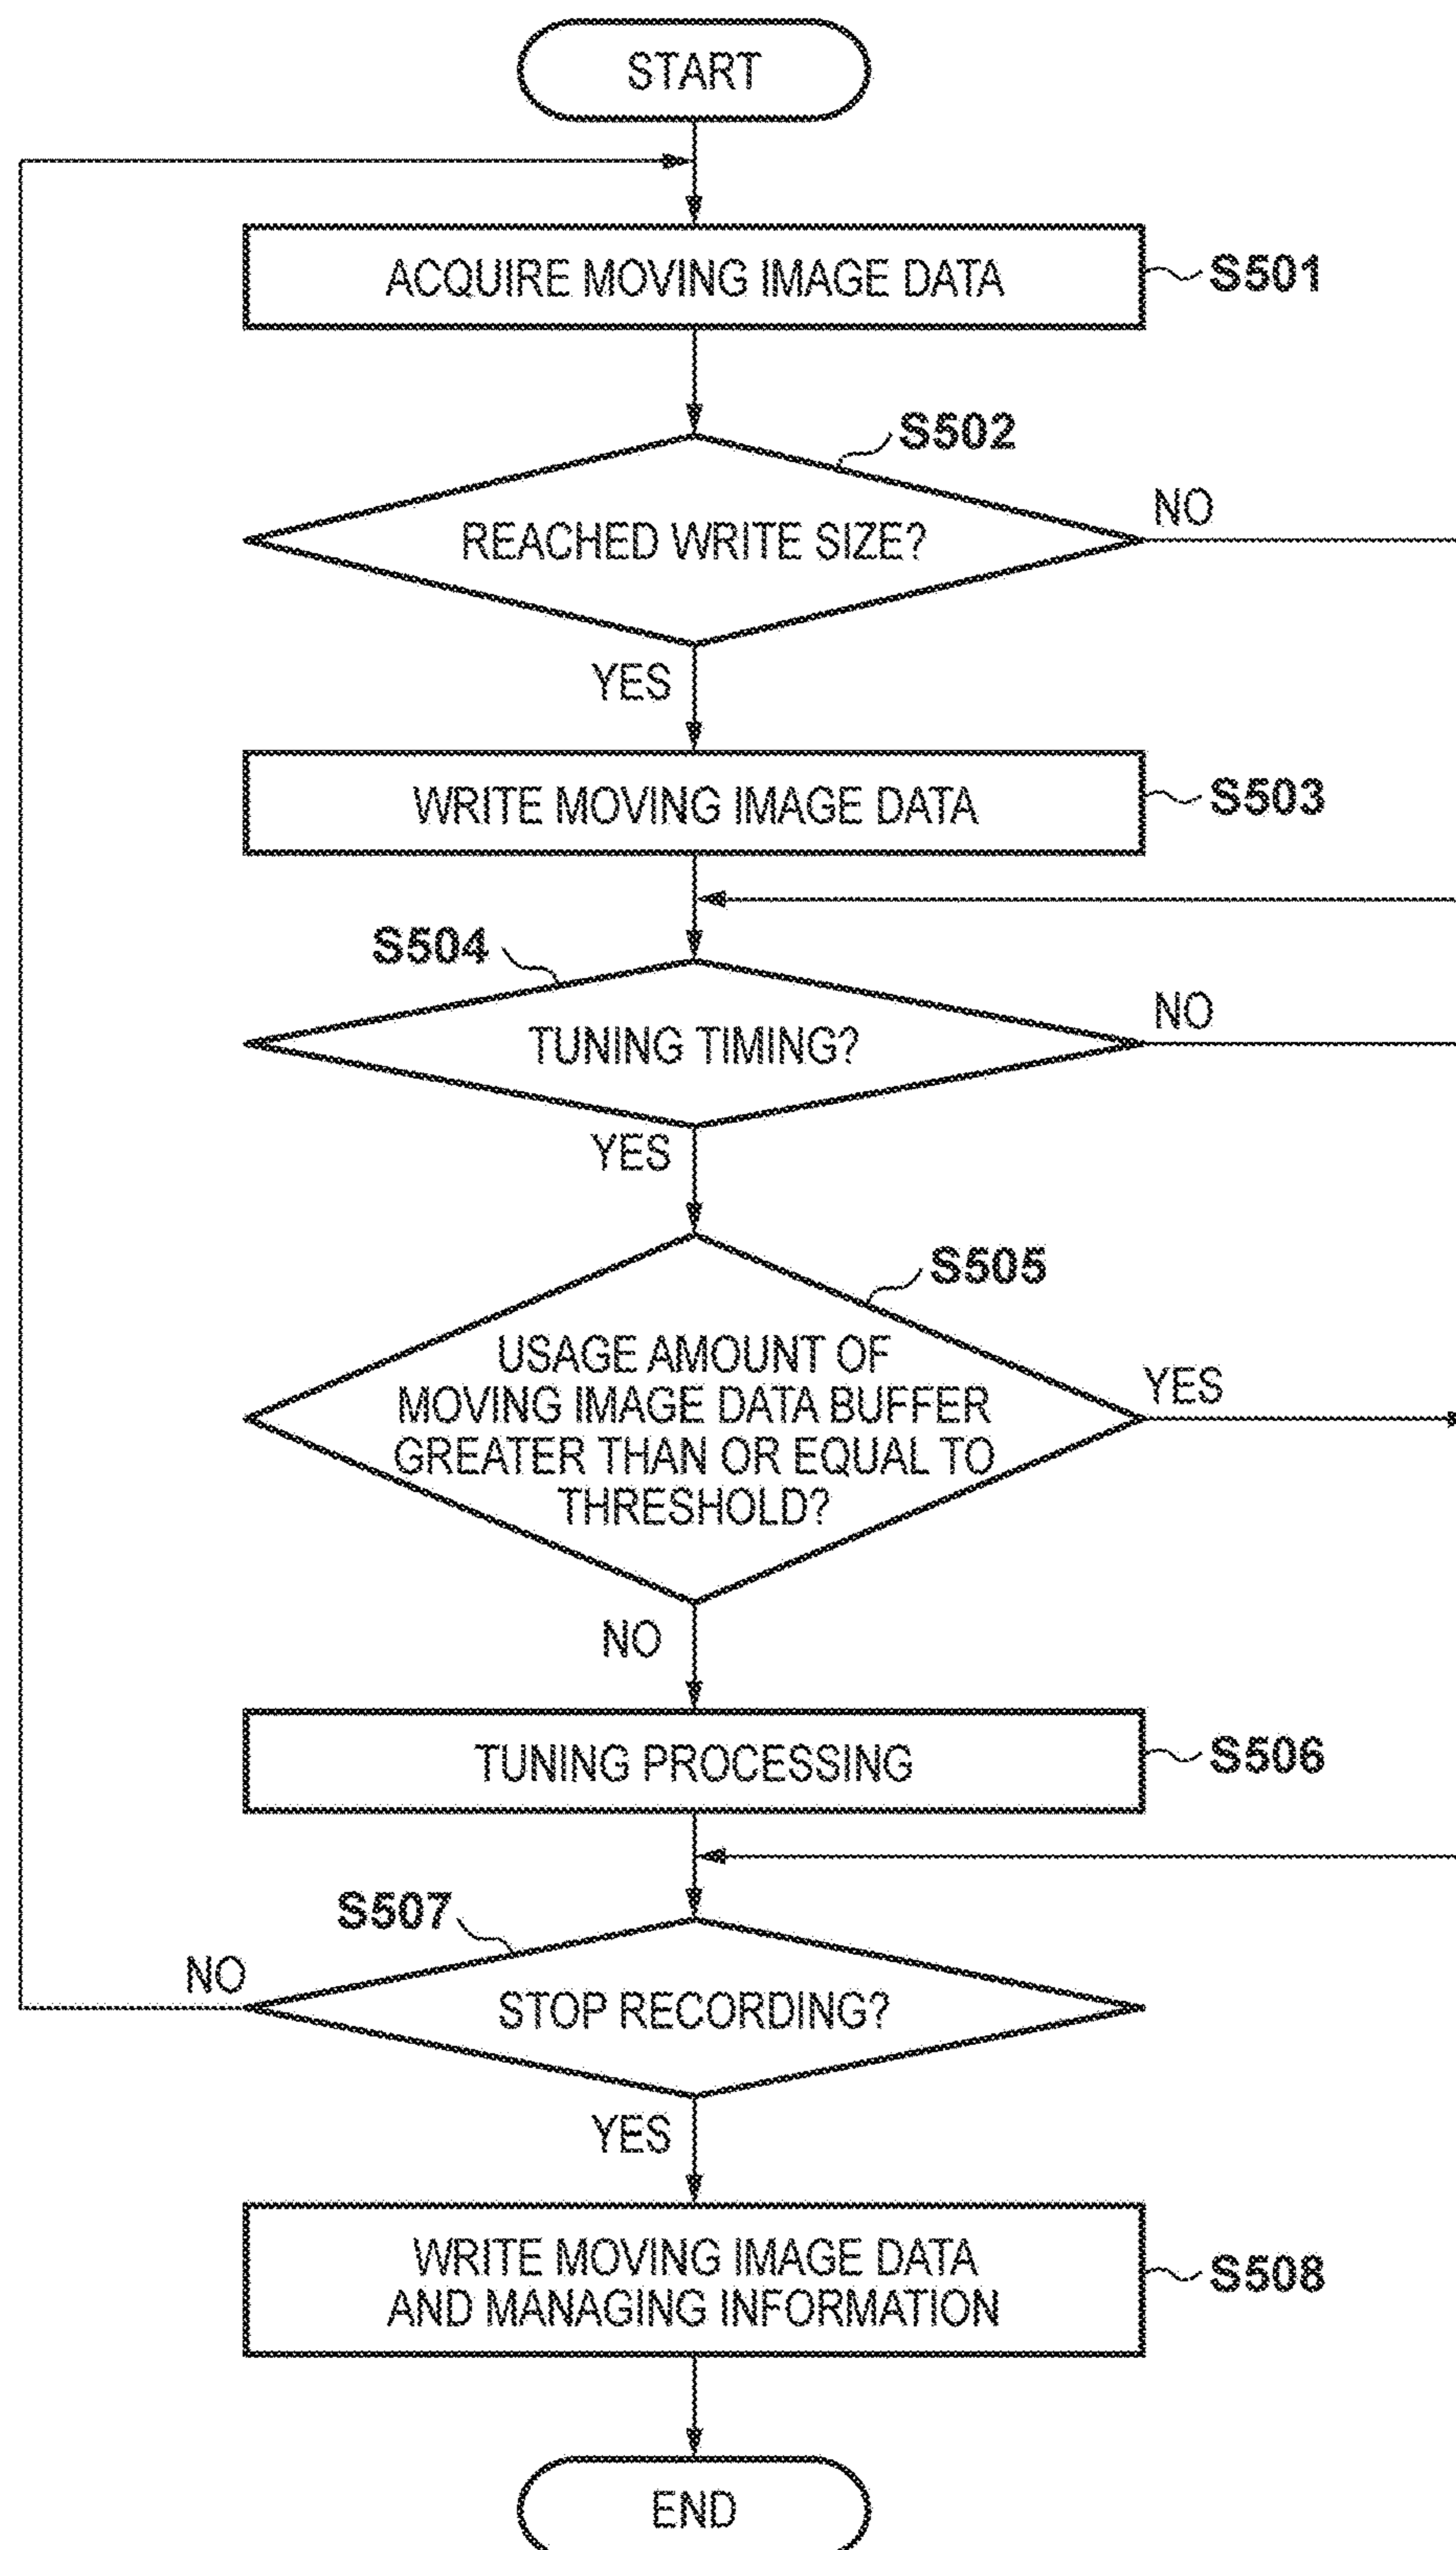 START
ACQUIRE MOVING IMAGE DATA
S501
S502
REACHED WRITE SIZE?
NO
YES
WRITE MOVING IMAGE DATA
S503
S504
TUNING TIMING?
NO
YES
S505
USAGE AMOUNT OF
MOVING IMAGE DATA BUFFER
GREATER THAN OR EQUAL TO
THRESHOLD?
YES
NO
TUNING PROCESSING
S506
S507
NO
STOP RECORDING?
YES
WRITE MOVING IMAGE DATA
AND MANAGING INFORMATION
S508
END